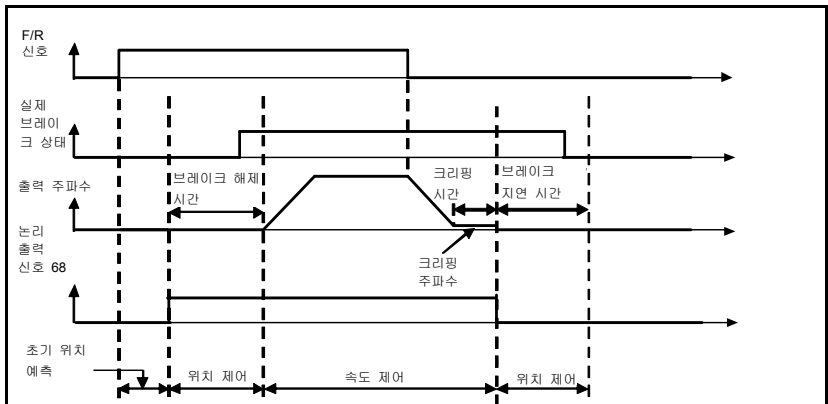 F/R
신호
실제
브레이
크 상태
출력 주파수
브레이크 해제
시간
크리핑
시간
브레이크
지연 시간
논리
출력
신호 68
크리핑
주파수
초기 위치
예측
위치 제어
속도 제어
위치 제어